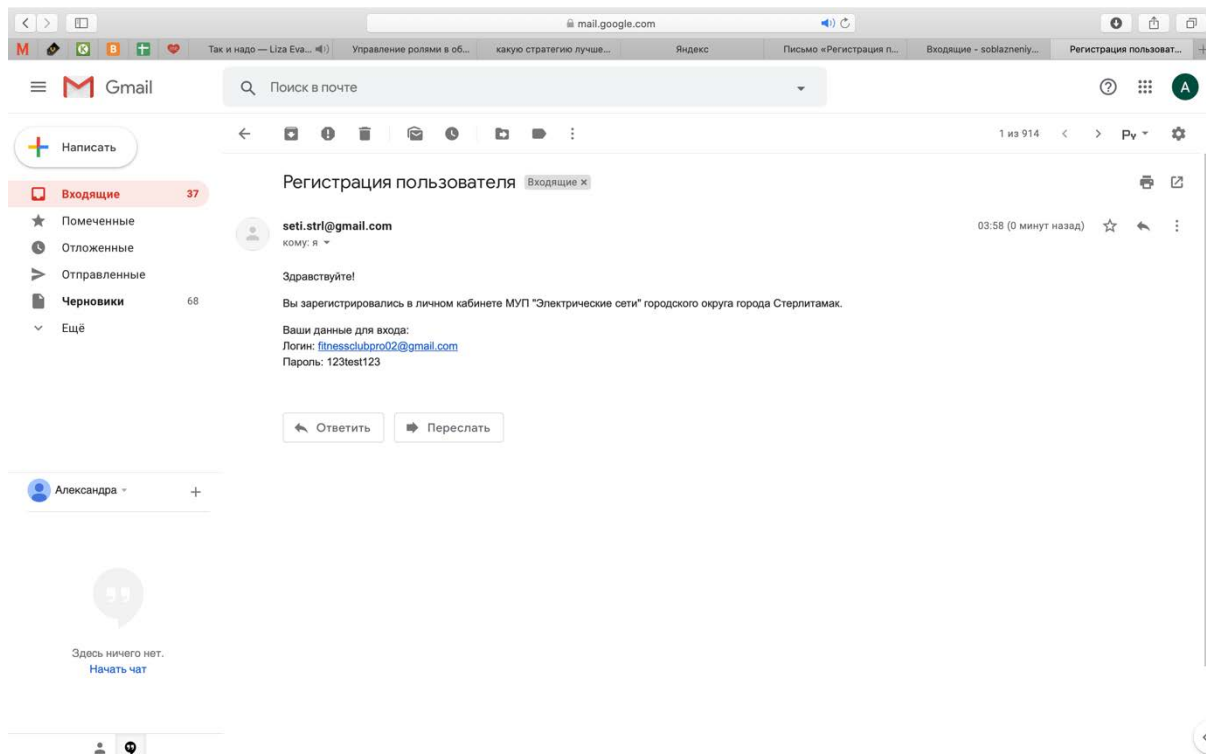 mail.google.com
Так и надо — Liza Eva...
Управление ролями в об...
какую стратегию лучше...
Яндекс
Письмо «Регистрация п...
Входящие - soblazneniy...
Регистрация пользоват...
Gmail
Поиск в почте
A
Написать
1 из 914
Ру
Входящие 37
Помеченные
Отложенные
Отправленные
Черновики 68
Ещё
Регистрация пользователя Входящие ×
seti.strl@gmail.com
03:58 (0 минут назад)
кому: я
Здравствуйте!
Вы зарегистрировались в личном кабинете МУП "Электрические сети" городского округа города Стерлитамак.
Ваши данные для входа:
Логин: fitnessclubpro02@gmail.com
Пароль: 123test123
Ответить
Переслать
Александра
Здесь ничего нет.
Начать чат